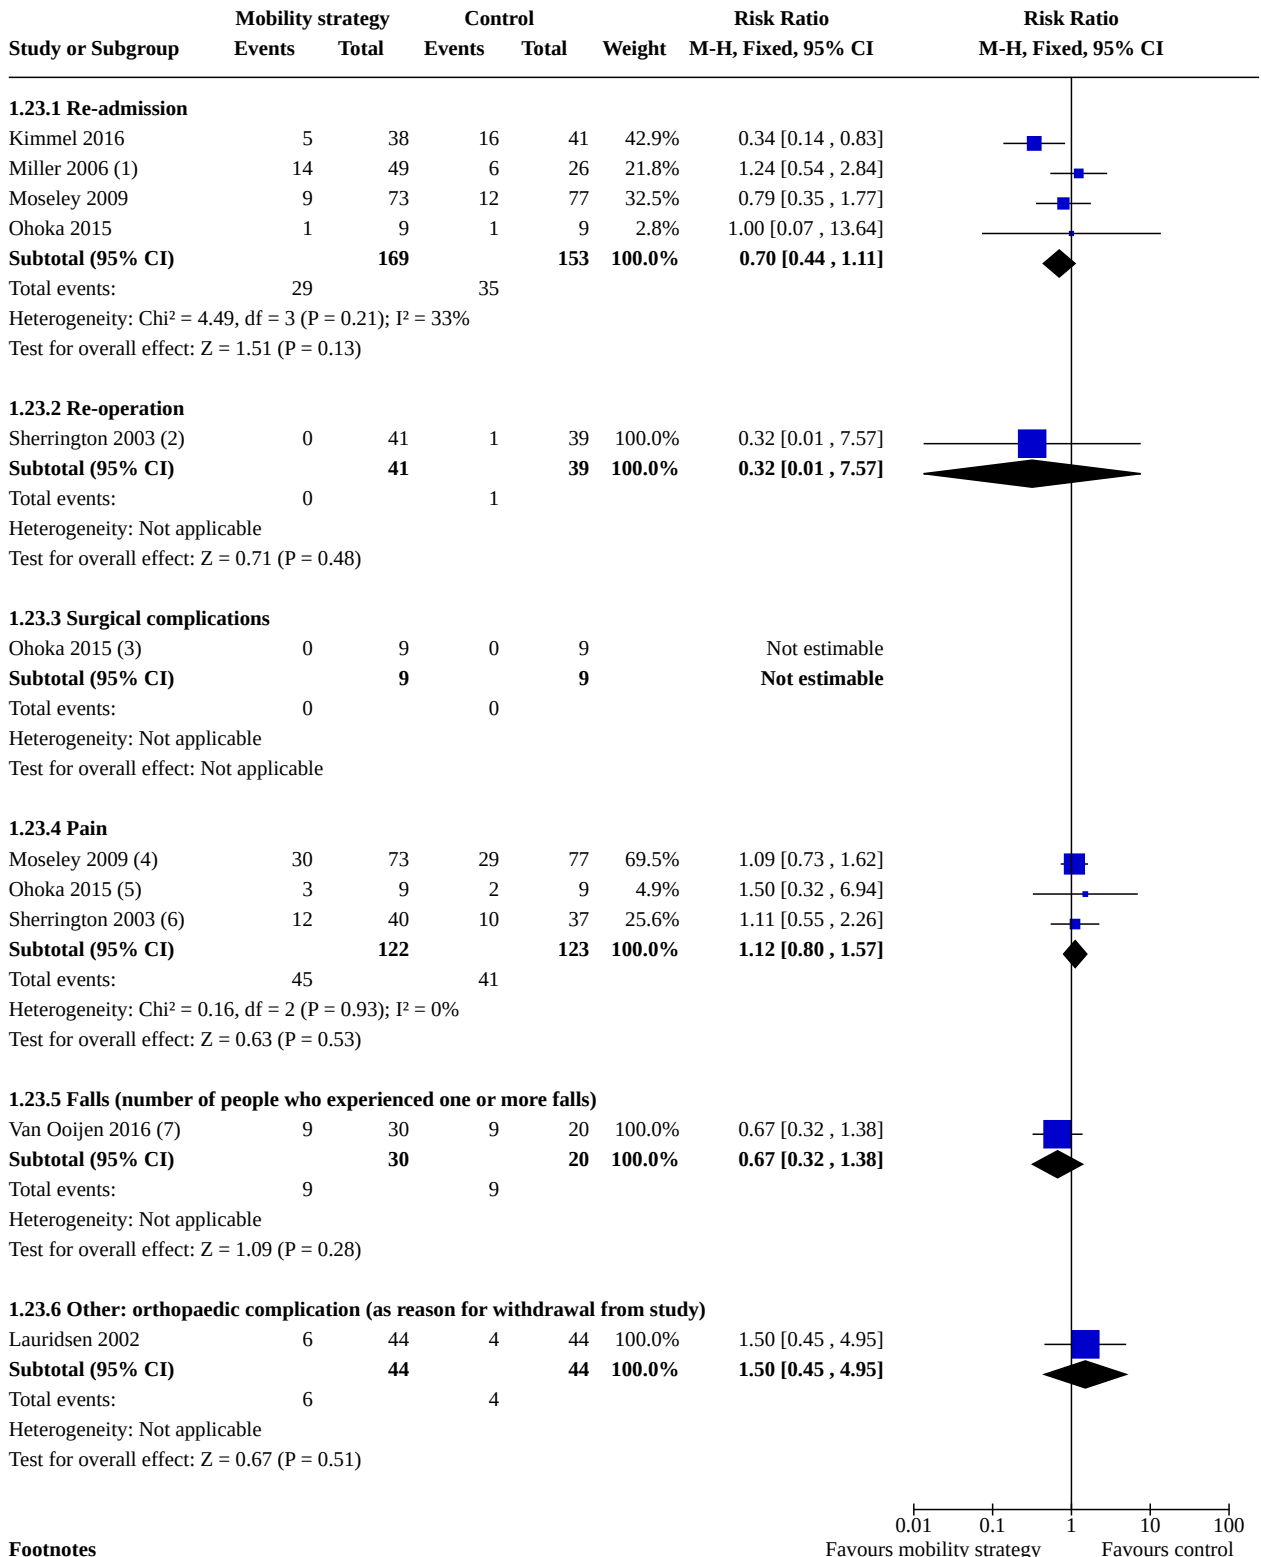 Mobility strategy Control Risk Ratio Risk Ratio
Study or Subgroup Events Total Events Total Weight M-H, Fixed, 95% CI M-H, Fixed, 95% CI
1.23.1 Re-admission
Kimmel 2016 5 38 16 41 42.9% 0.34 [0.14 , 0.83]
Miller 2006 (1) 14 49 6 26 21.8% 1.24 [0.54 , 2.84]
Moseley 2009 9 73 12 77 32.5% 0.79 [0.35 , 1.77]
Ohoka 2015 1 9 1 9 2.8% 1.00 [0.07 , 13.64]
Subtotal (95% CI) 169 153 100.0% 0.70 [0.44 , 1.11]
Total events: 29 35
Heterogeneity: Chi² = 4.49, df = 3 (P = 0.21); I² = 33%
Test for overall effect: Z = 1.51 (P = 0.13)
1.23.2 Re-operation
Sherrington 2003 (2) 0 41 1 39 100.0% 0.32 [0.01 , 7.57]
Subtotal (95% CI) 41 39 100.0% 0.32 [0.01 , 7.57]
Total events: 0 1
Heterogeneity: Not applicable
Test for overall effect: Z = 0.71 (P = 0.48)
1.23.3 Surgical complications
Ohoka 2015 (3) 0 9 0 9 Not estimable
Subtotal (95% CI) 9 9 Not estimable
Total events: 0 0
Heterogeneity: Not applicable
Test for overall effect: Not applicable
1.23.4 Pain
Moseley 2009 (4) 30 73 29 77 69.5% 1.09 [0.73 , 1.62]
Ohoka 2015 (5) 3 9 2 9 4.9% 1.50 [0.32 , 6.94]
Sherrington 2003 (6) 12 40 10 37 25.6% 1.11 [0.55 , 2.26]
Subtotal (95% CI) 122 123 100.0% 1.12 [0.80 , 1.57]
Total events: 45 41
Heterogeneity: Chi² = 0.16, df = 2 (P = 0.93); I² = 0%
Test for overall effect: Z = 0.63 (P = 0.53)
1.23.5 Falls (number of people who experienced one or more falls)
Van Ooijen 2016 (7) 9 30 9 20 100.0% 0.67 [0.32 , 1.38]
Subtotal (95% CI) 30 20 100.0% 0.67 [0.32 , 1.38]
Total events: 9 9
Heterogeneity: Not applicable
Test for overall effect: Z = 1.09 (P = 0.28)
1.23.6 Other: orthopaedic complication (as reason for withdrawal from study)
Lauridsen 2002 6 44 4 44 100.0% 1.50 [0.45 , 4.95]
Subtotal (95% CI) 44 44 100.0% 1.50 [0.45 , 4.95]
Total events: 6 4
Heterogeneity: Not applicable
Test for overall effect: Z = 0.67 (P = 0.51)
0.01 0.1 1 10 100
Footnotes Favours mobility strategy Favours control